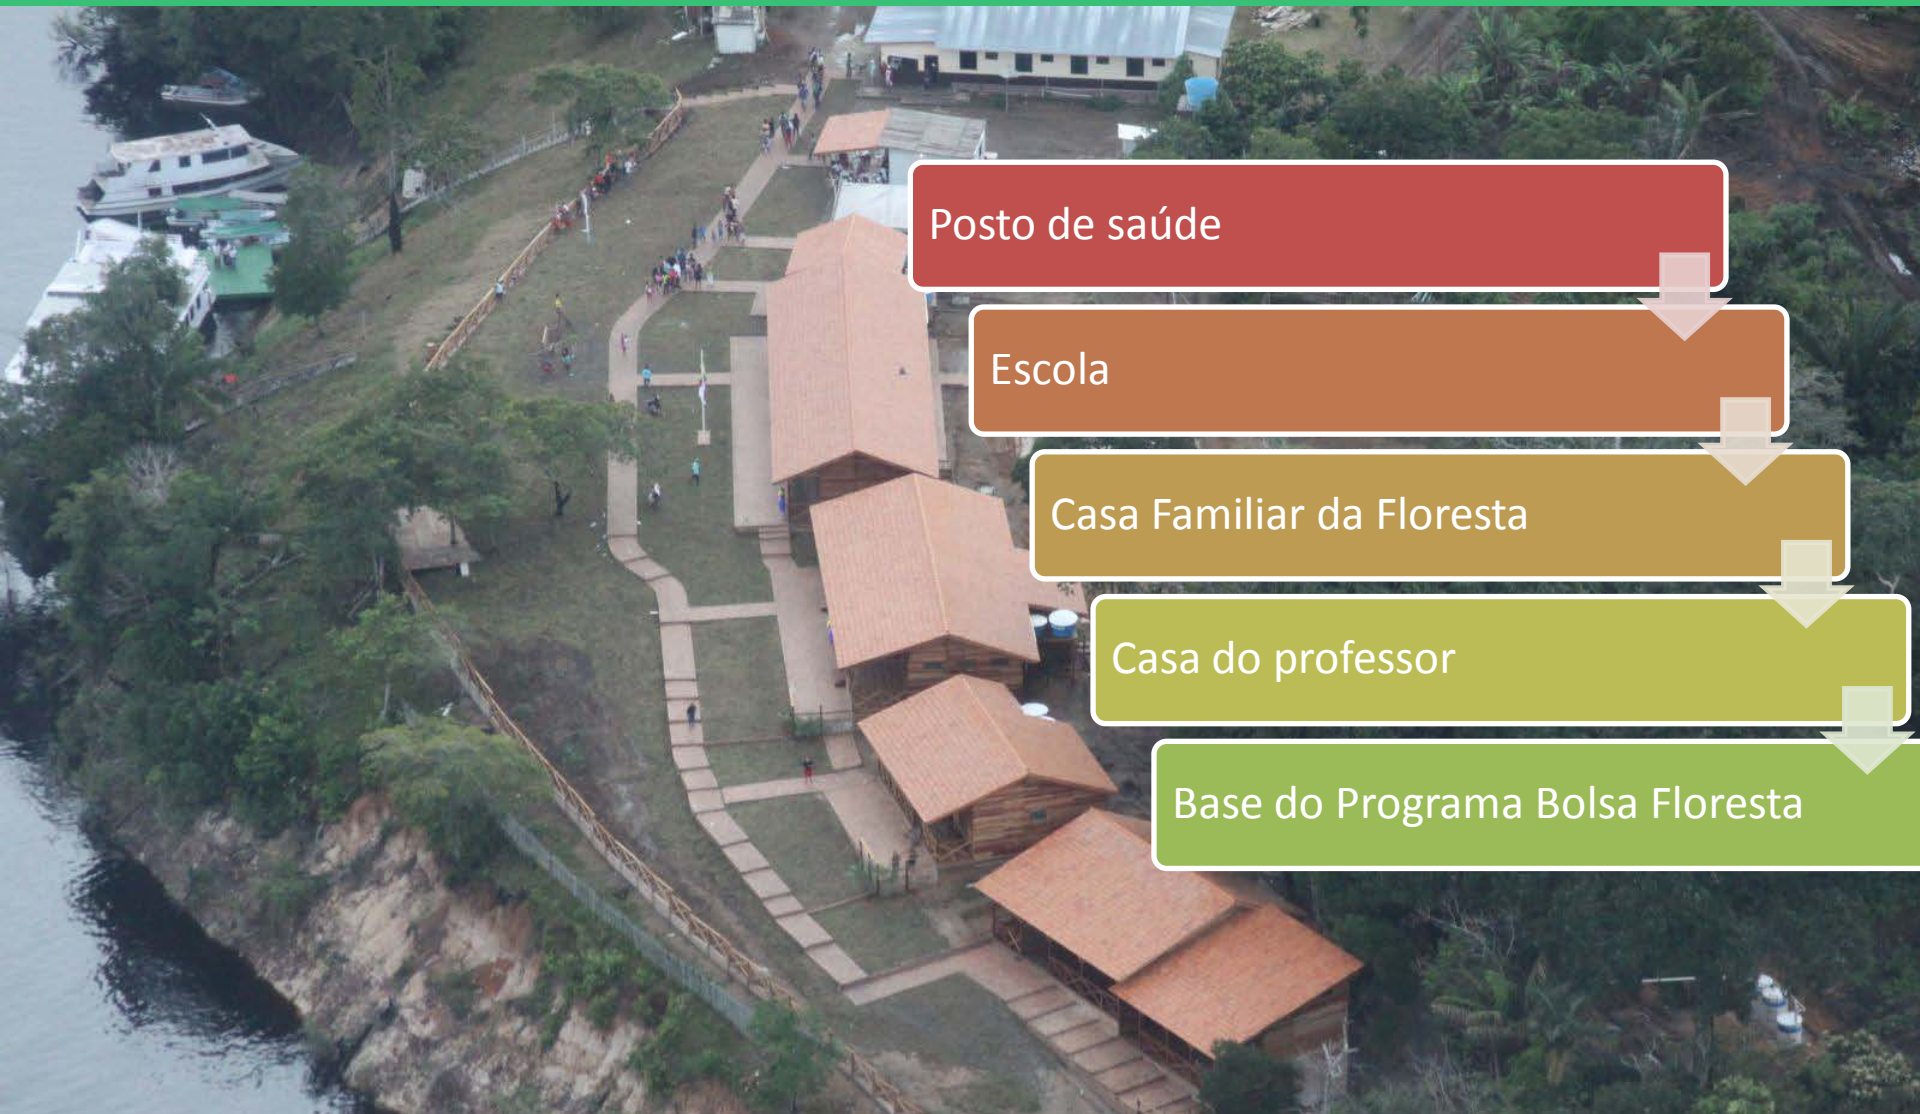 Posto de saúde
Escola
Casa Familiar da Floresta
Casa do professor
Base do Programa Bolsa Floresta